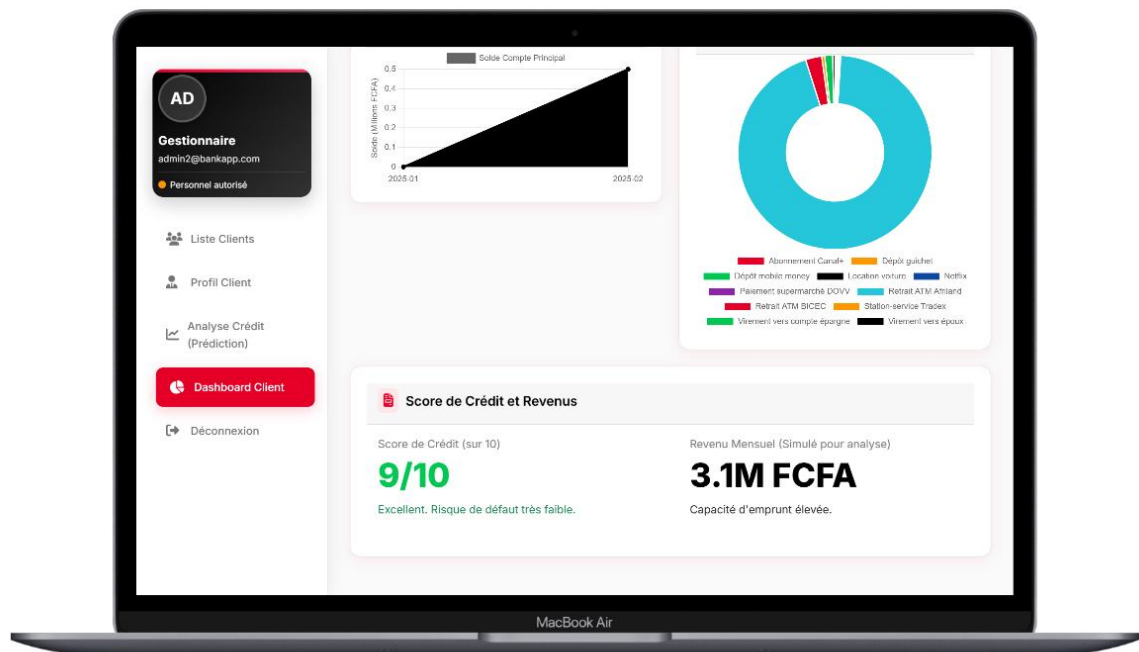 AD
Gestionnaire
admin2@bankapp.com
Personnel autorisé
Liste Clients
Profil Client
Analyse Crédit
(Prédiction)
Dashboard Client
Déconnexion
Solde Compte Principal
Solde (Millions FCFA)
0.5
0.4
0.3
0.2
0.1
0
2025-01
2025-02
Abonnement Canal+
Dépôt guichet
Dépôt mobile money
Location voiture
Netflix
Paiement supermarché DOVV
Retrait ATM Afriland
Retrait ATM BICEC
Station-service Tradex
Virement vers compte épargne
Virement vers époux
Score de Crédit et Revenus
Score de Crédit (sur 10)
9/10
Excellent. Risque de défaut très faible.
Revenu Mensuel (Simulé pour analyse)
3.1M FCFA
Capacité d'emprunt élevée.
MacBook Air